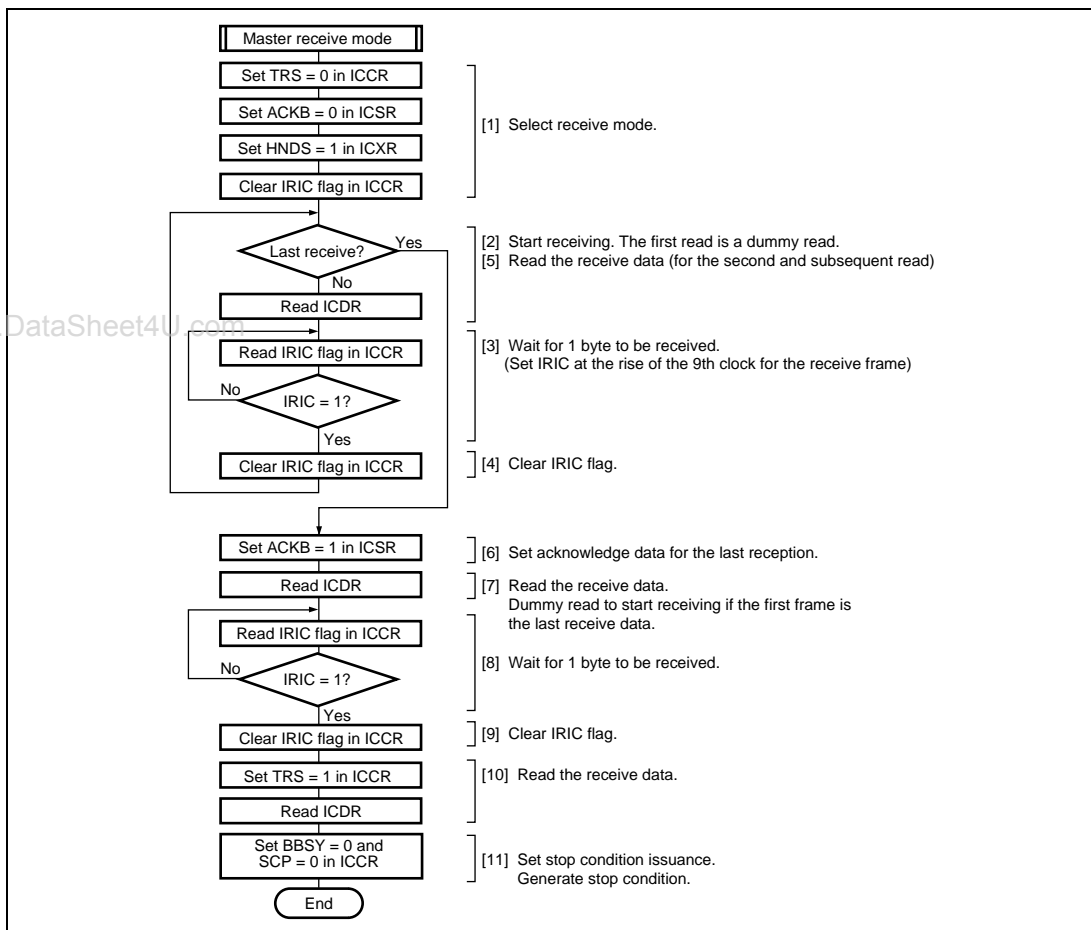 Master receive mode
Set TRS = 0 in ICCR
Set ACKB = 0 in ICSR
[1] Select receive mode.
Set HNDS = 1 in ICXR
Clear IRIC flag in ICCR
Last receive?
Yes
No
[2] Start receiving. The first read is a dummy read.
[5] Read the receive data (for the second and subsequent read)
Read ICDR
.DataSheet4U.com
Read IRIC flag in ICCR
[3] Wait for 1 byte to be received.
(Set IRIC at the rise of the 9th clock for the receive frame)
No
IRIC = 1?
Yes
Clear IRIC flag in ICCR
[4] Clear IRIC flag.
Set ACKB = 1 in ICSR
[6] Set acknowledge data for the last reception.
Read ICDR
[7] Read the receive data.
Dummy read to start receiving if the first frame is
the last receive data.
Read IRIC flag in ICCR
[8] Wait for 1 byte to be received.
No
IRIC = 1?
Yes
Clear IRIC flag in ICCR
[9] Clear IRIC flag.
Set TRS = 1 in ICCR
[10] Read the receive data.
Read ICDR
Set BBSY = 0 and
SCP = 0 in ICCR
[11] Set stop condition issuance.
Generate stop condition.
End